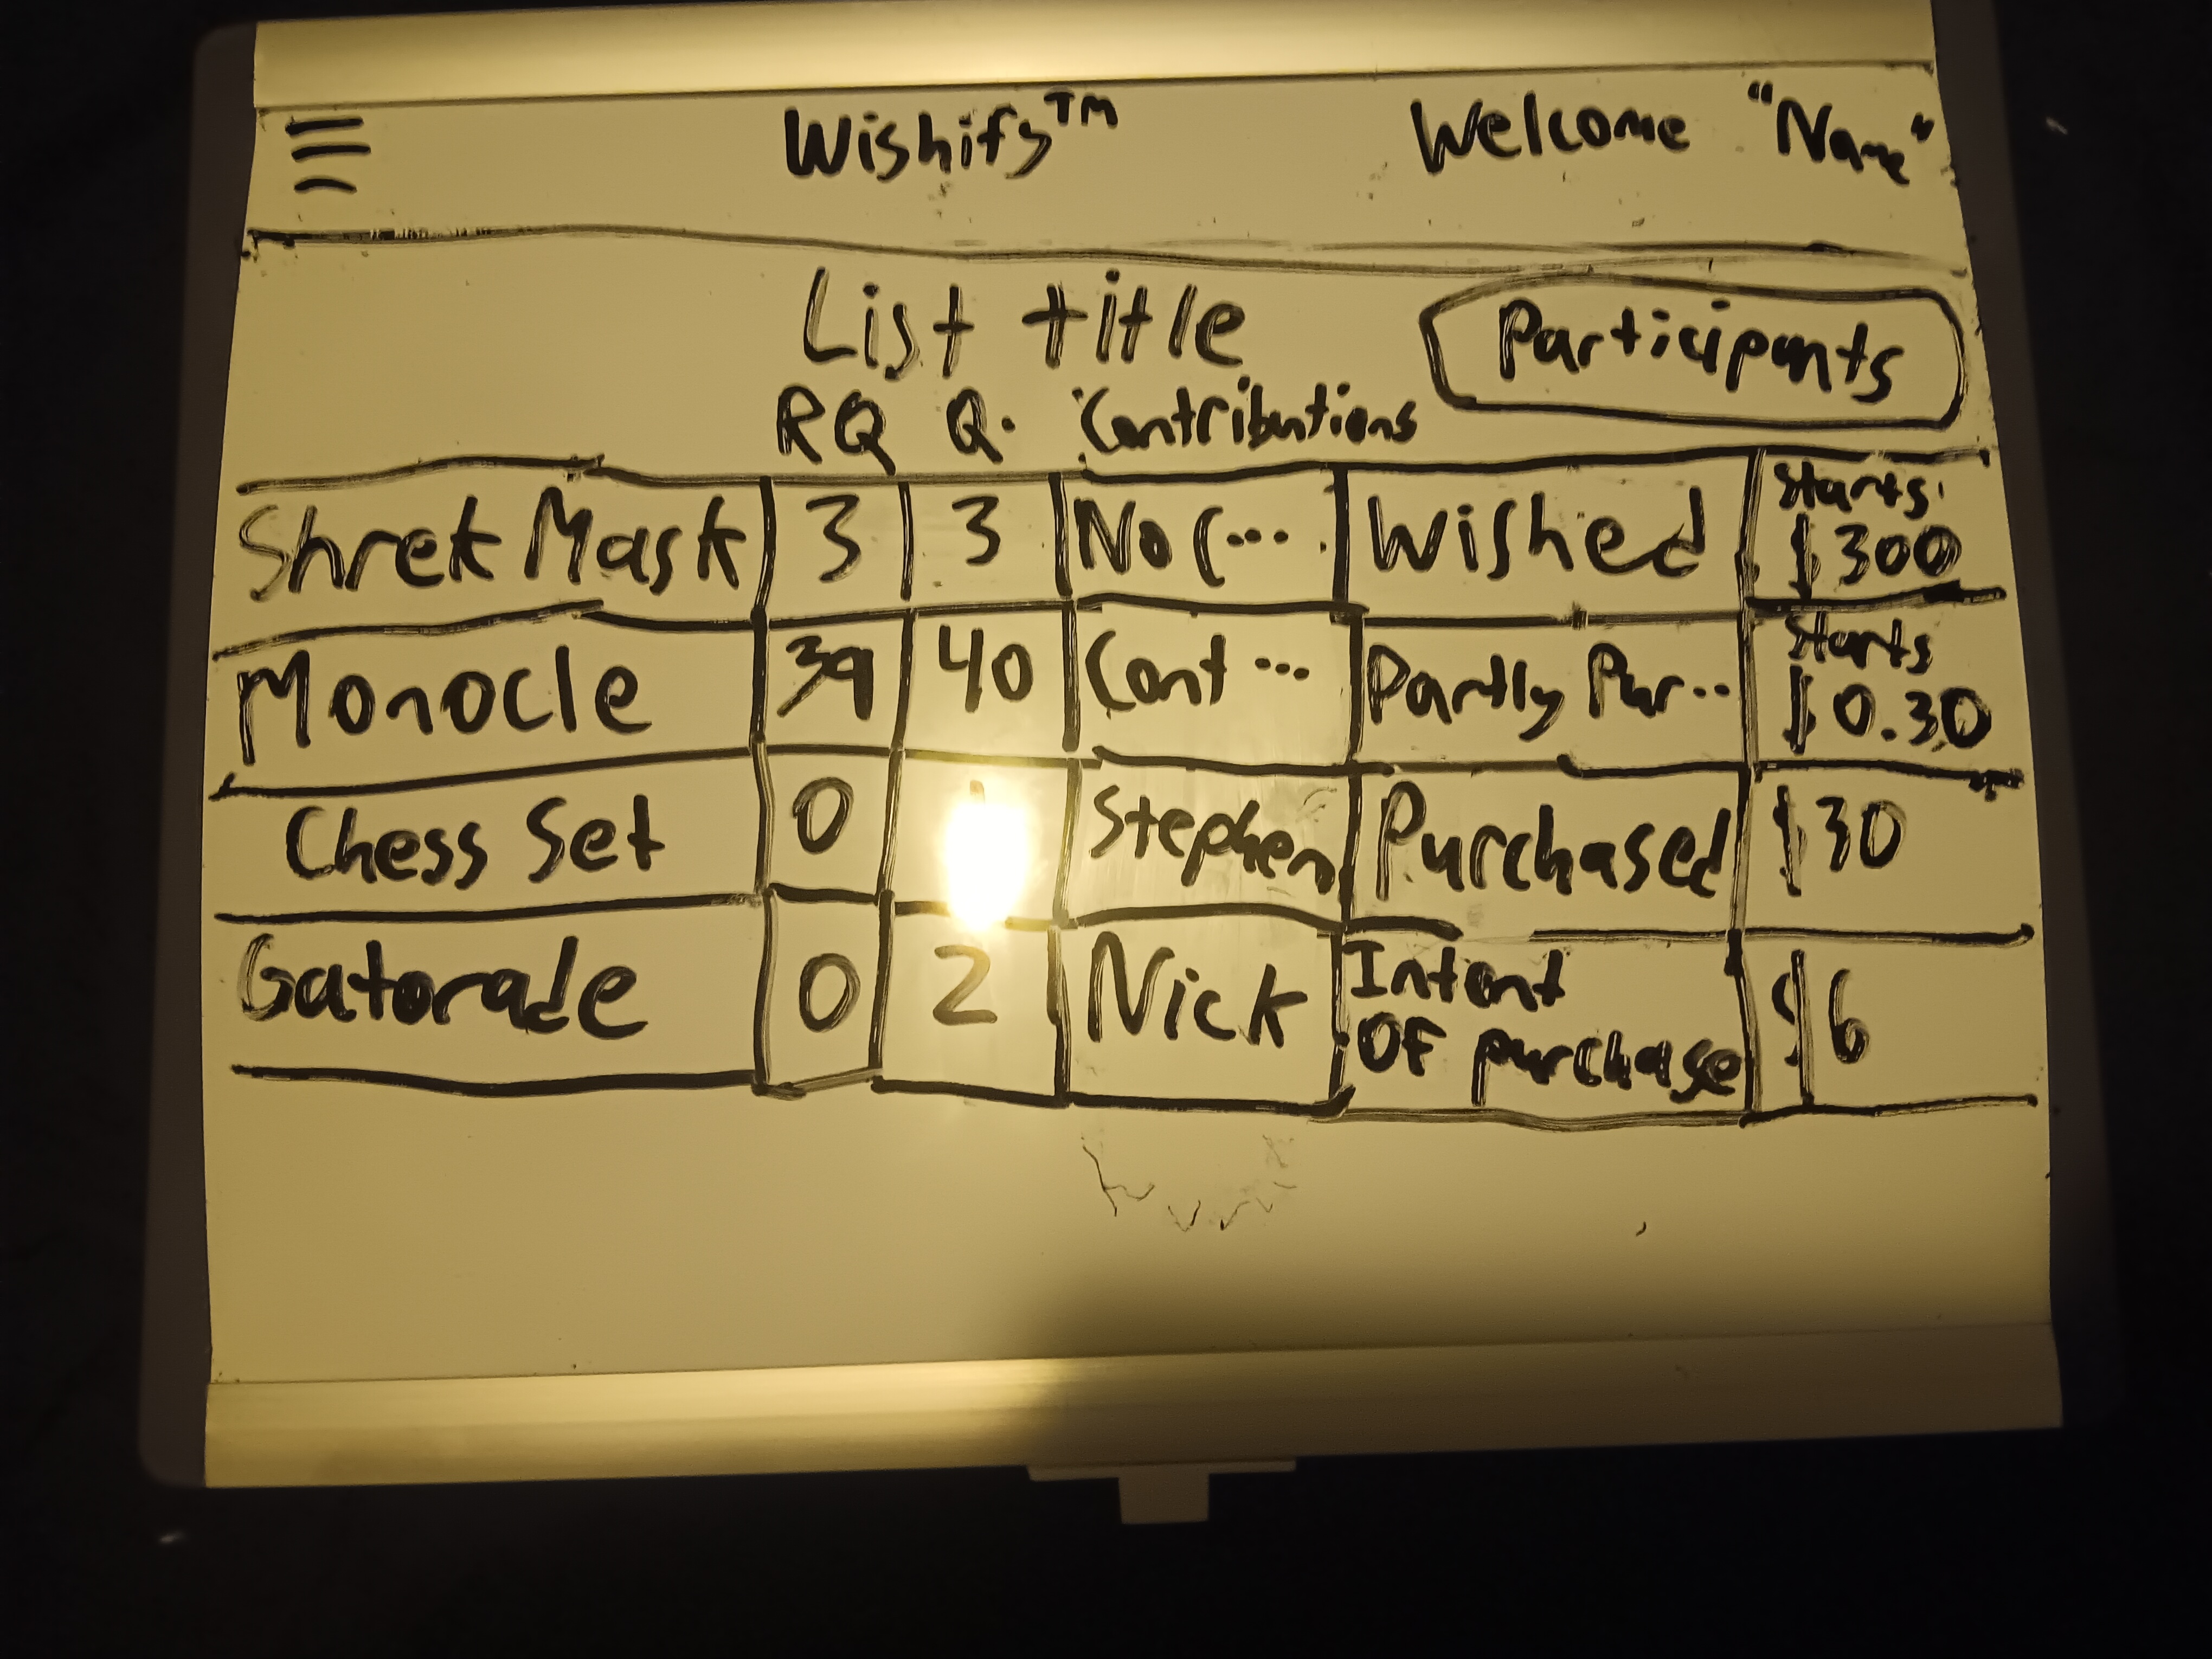 Wishify™ Welcome "Name"
List title Participants
RQ Q. Contributions
Shrek Mask 3 3 No C... Wished Starts $300
Monocle 39 40 Cont... Partly Pur... Starts $0.30
Chess Set 0 Stephen Purchased $30
Gatorade 0 2 Nick Intent OF purchase $6